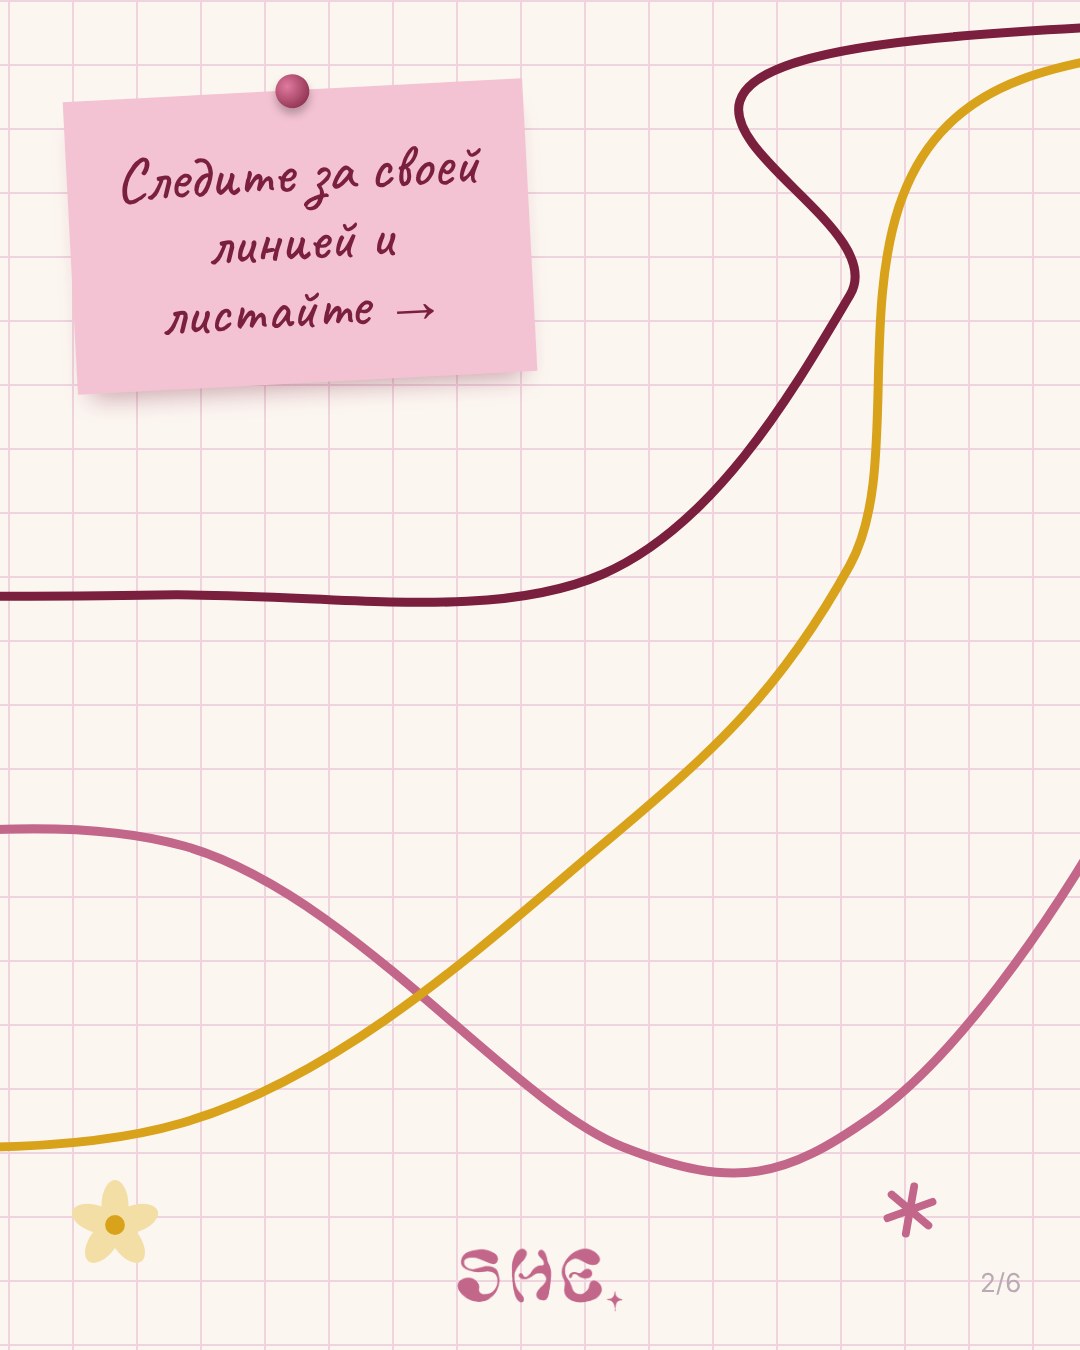 Следите за своей
линией и
листайте →
SHE
2/6